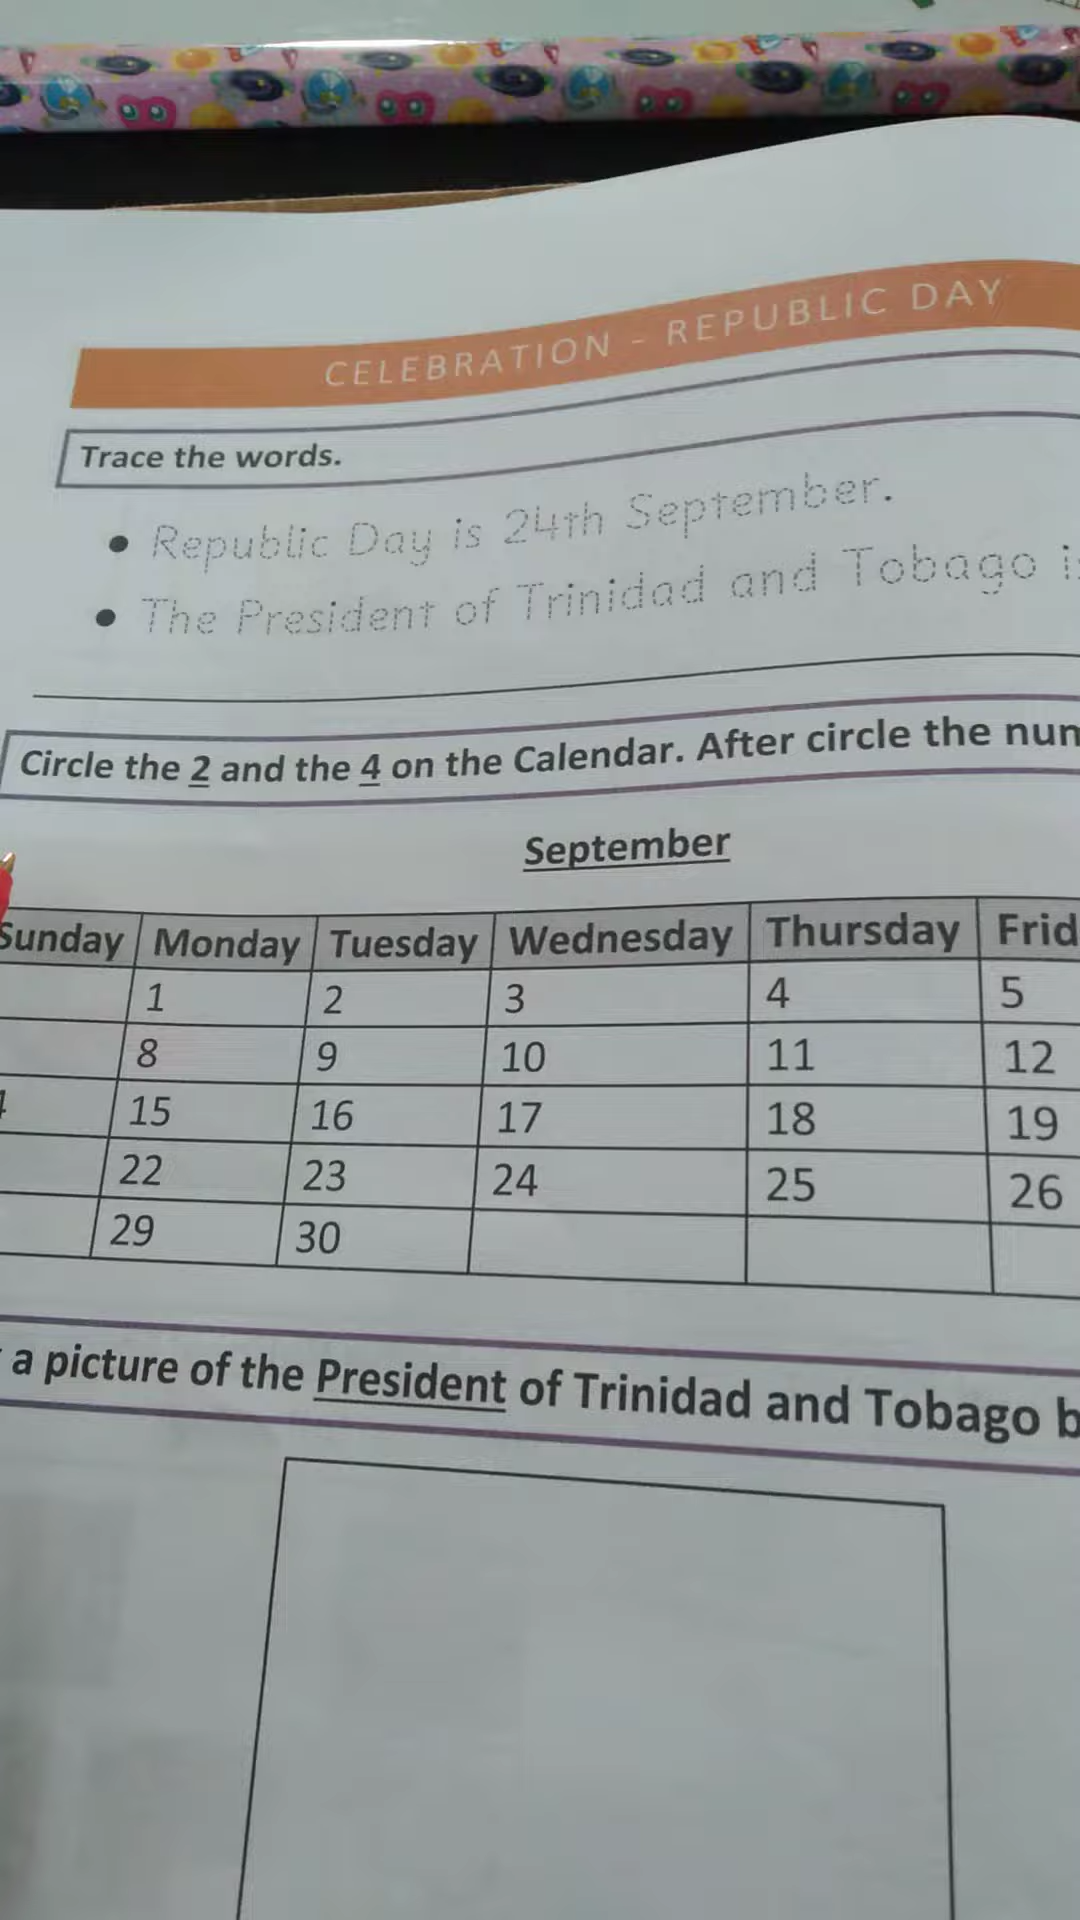 CELEBRATION - REPUBLIC DAY
Trace the words.
• Republic Day is 24th September.
• The President of Trinidad and Tobago
Circle the 2 and the 4 on the Calendar. After circle the
September
Sunday Monday Tuesday Wednesday Thursday
1 2 3 4 5
8 9 10 11 12
15 16 17 18 19
22 23 24 25 26
29 30
a picture of the President of Trinidad and Tobago